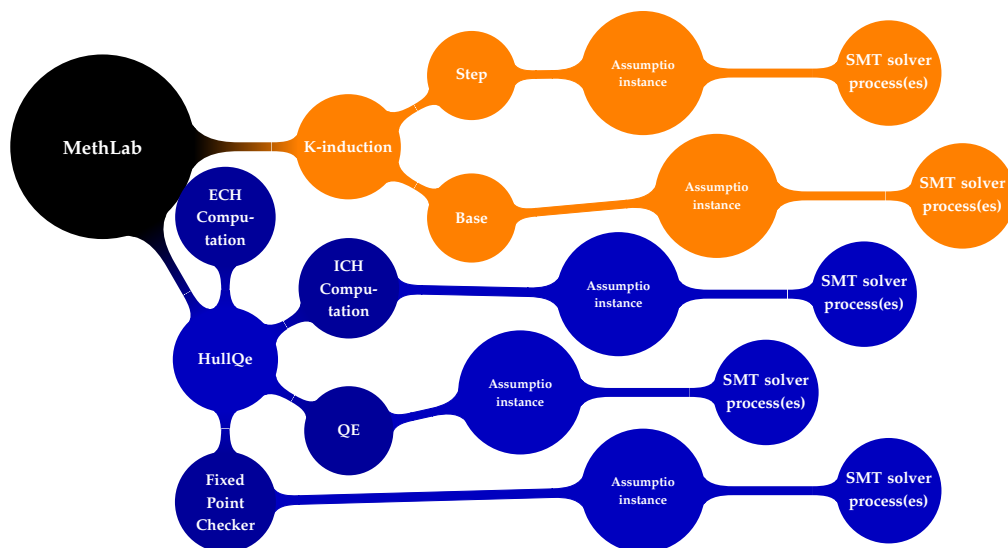 MethLab
K-induction
Step
Assumptio
instance
SMT solver
process(es)
Base
Assumptio
instance
SMT solver
process(es)
HullQe
ECH
Compu-
tation
ICH
Compu-
tation
Assumptio
instance
SMT solver
process(es)
QE
Assumptio
instance
SMT solver
process(es)
Fixed
Point
Checker
Assumptio
instance
SMT solver
process(es)